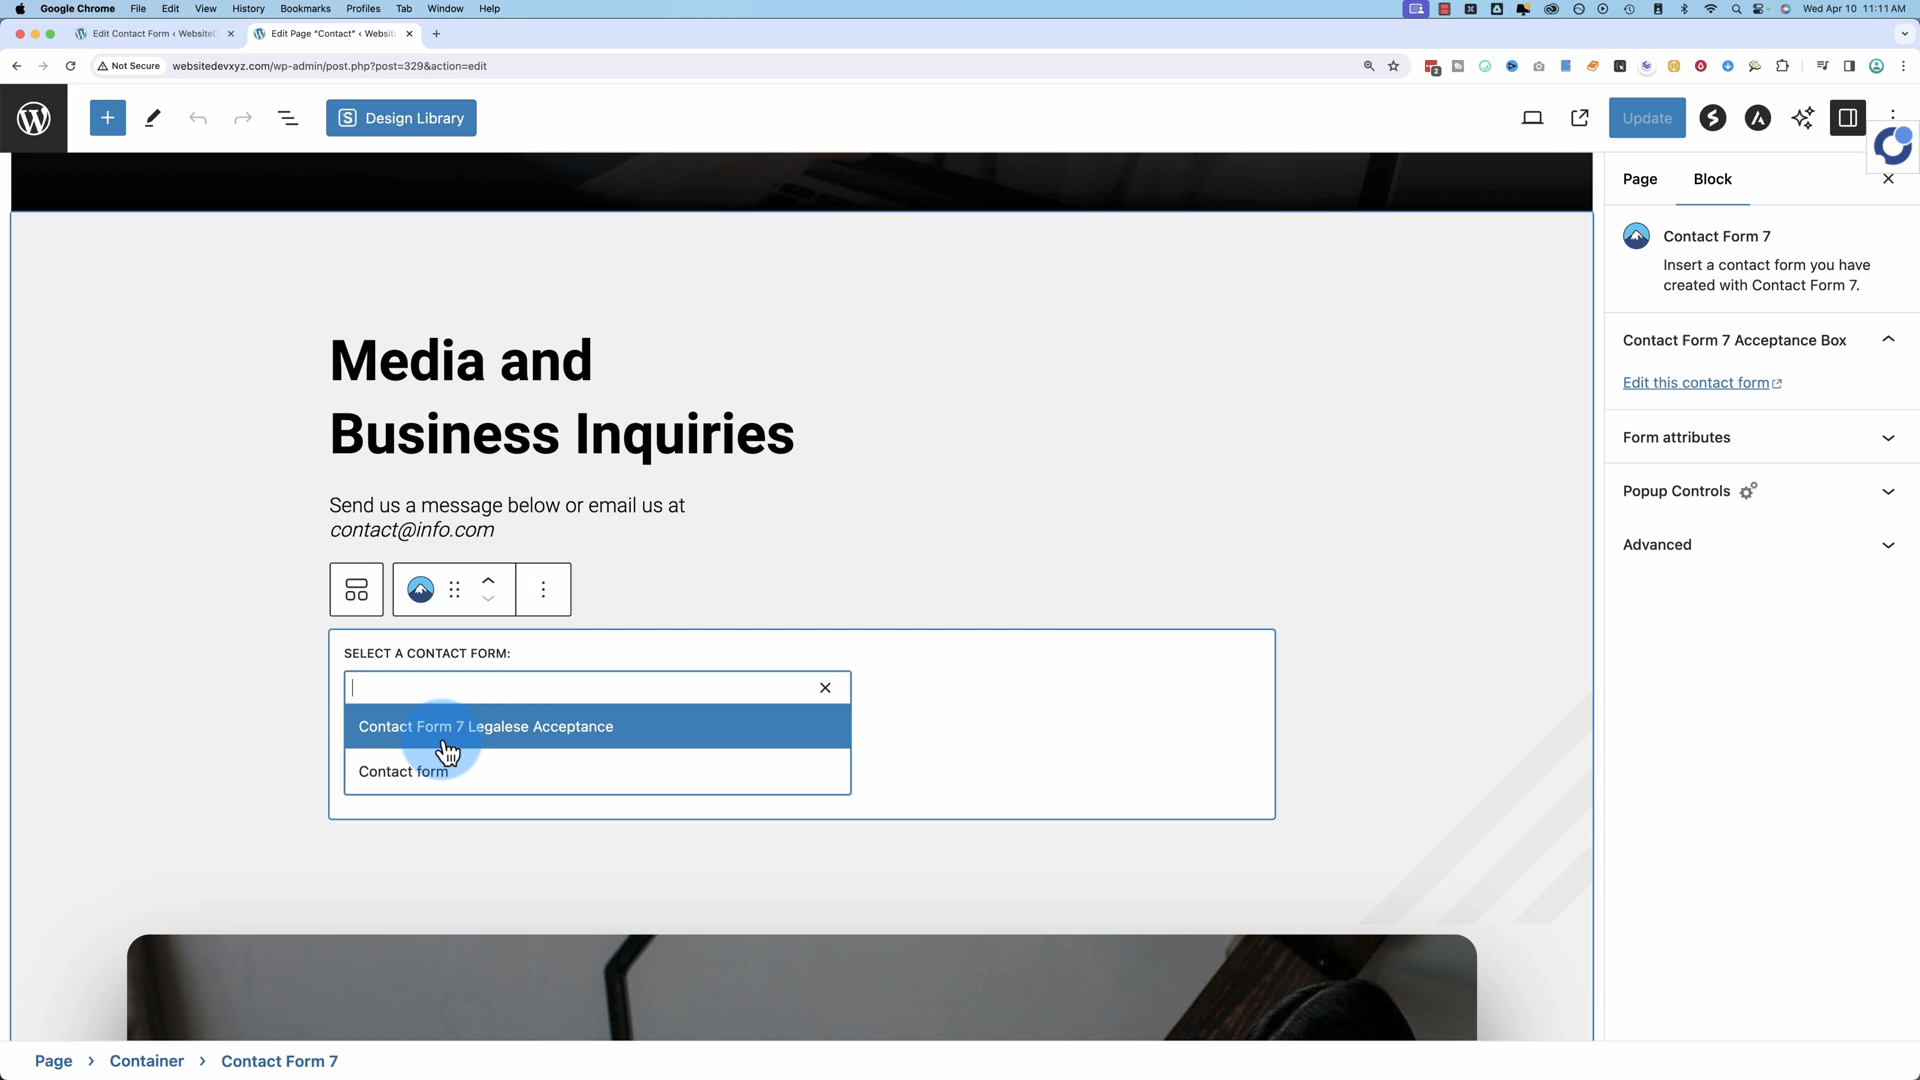 Google Chrome File Edit View History Bookmarks Profiles Tab Window Help
Wed Apr 10 11:11 AM
Edit Contact Form ‹ WebsiteD
Edit Page “Contact” ‹ Websit
Not Secure websitedevxyz.com/wp-admin/post.php?post=329&action=edit
2
Design Library
Update
Page Block
Contact Form 7
Insert a contact form you have
created with Contact Form 7.
Contact Form 7 Acceptance Box
Edit this contact form
Form attributes
Popup Controls
Advanced
Media and
Business Inquiries
Send us a message below or email us at
contact@info.com
SELECT A CONTACT FORM:
Contact Form 7 Legalese Acceptance
Contact form
Page › Container › Contact Form 7